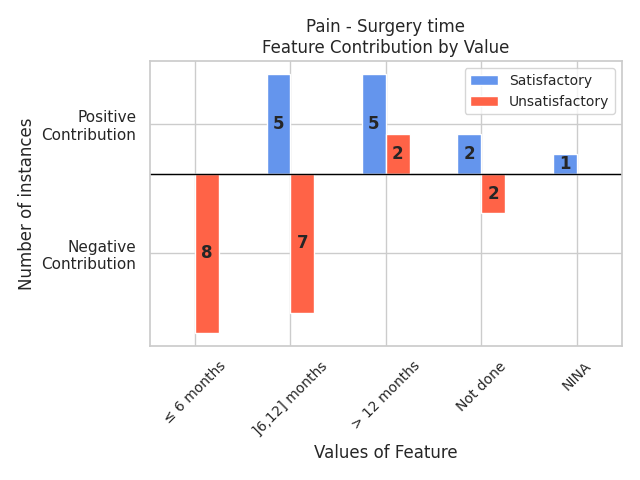 Pain - Surgery time
Feature Contribution by Value
Satisfactory
Unsatisfactory
Positive
Contribution
Negative
Contribution
Number of instances
5
5
2
2
1
8
7
2
≤ 6 months
]6,12] months
> 12 months
Not done
NINA
Values of Feature